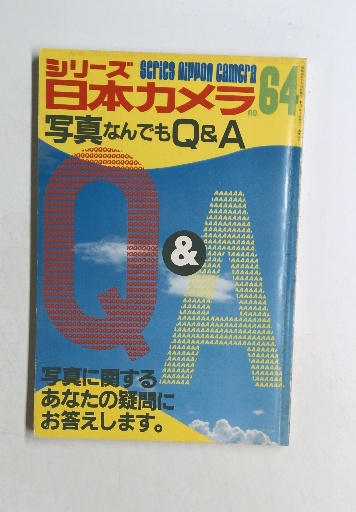 シリーズ series nippon camera
日本カメラ no.64
写真なんでもQ&A
Q&A
写真に関する
あなたの疑問に
お答えします。